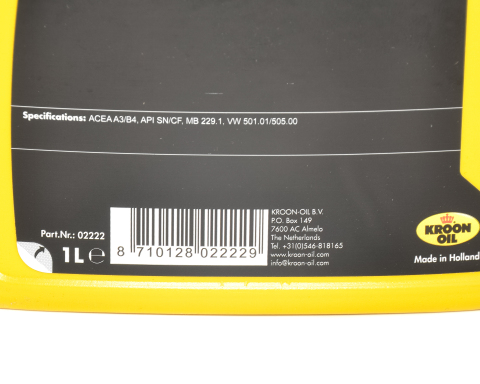 Specifications: ACEA A3/B4, API SN/CF, MB 229.1, VW 501.01/505.00
Part.Nr.: 02222
1L ℮
8 710128 022229
KROON-OIL B.V.
P.O. Box 149
7600 AC Almelo
The Netherlands
Tel. +31(0)546-818165
www.kroon-oil.com
info@kroon-oil.com
KROON
OIL
Made in Holland